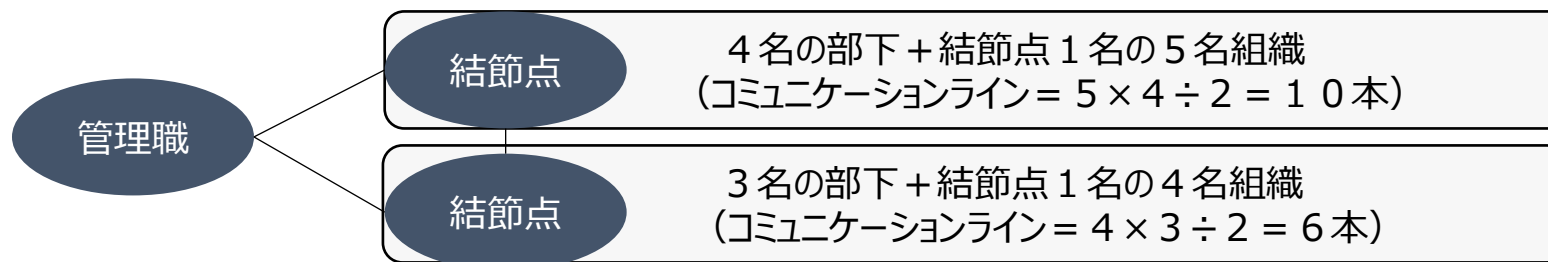 管理職
結節点
４名の部下＋結節点１名の５名組織
（コミュニケーションライン＝５×４÷２＝１０本）
結節点
３名の部下＋結節点１名の４名組織
（コミュニケーションライン＝４×３÷２＝６本）